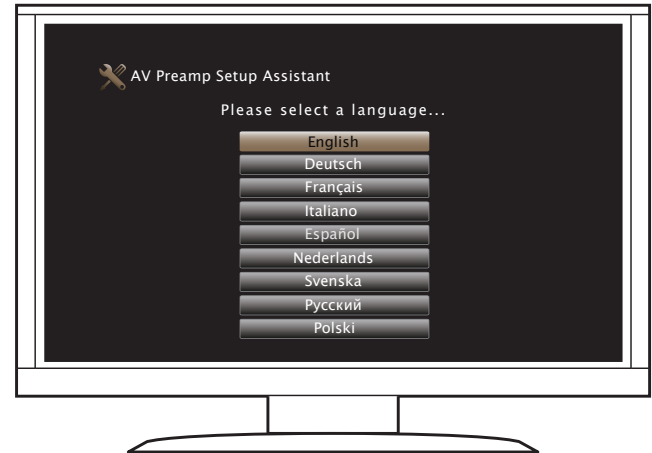 AV Preamp Setup Assistant
Please select a language...
English
Deutsch
Français
Italiano
Español
Nederlands
Svenska
Русский
Polski